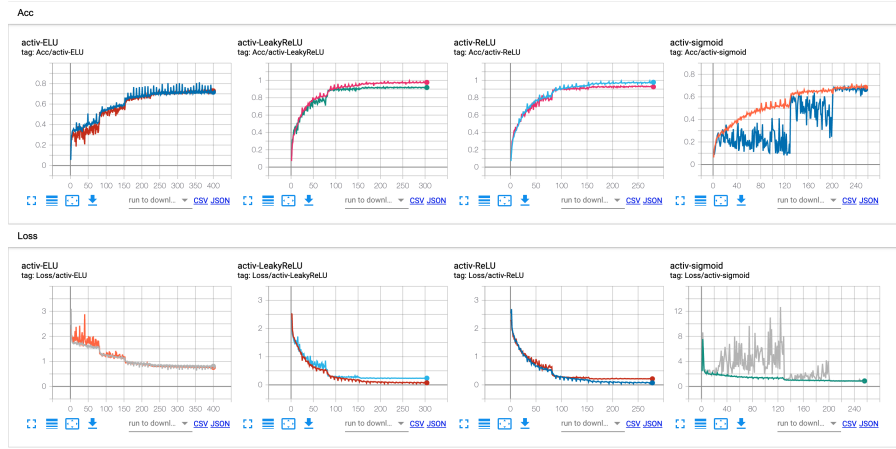 Acc
activ-ELU
tag: Acc/activ-ELU
0.8
0.6
0.4
0.2
0
0 50 100 150 200 250 300 350 400
run to downl... CSV JSON
activ-LeakyReLU
tag: Acc/activ-LeakyReLU
1
0.8
0.6
0.4
0.2
0
0 50 100 150 200 250 300
run to downl... CSV JSON
activ-ReLU
tag: Acc/activ-ReLU
1
0.8
0.6
0.4
0.2
0
0 50 100 150 200 250
run to downl... CSV JSON
activ-sigmoid
tag: Acc/activ-sigmoid
0.8
0.6
0.4
0.2
0
0 40 80 120 160 200 240
run to downl... CSV JSON
Loss
activ-ELU
tag: Loss/activ-ELU
3
2
1
0
0 50 100 150 200 250 300 350 400
run to downl... CSV JSON
activ-LeakyReLU
tag: Loss/activ-LeakyReLU
3
2
1
0
0 50 100 150 200 250 300
run to downl... CSV JSON
activ-ReLU
tag: Loss/activ-ReLU
3
2
1
0
0 50 100 150 200 250
run to downl... CSV JSON
activ-sigmoid
tag: Loss/activ-sigmoid
12
8
4
0
0 40 80 120 160 200 240
run to downl... CSV JSON